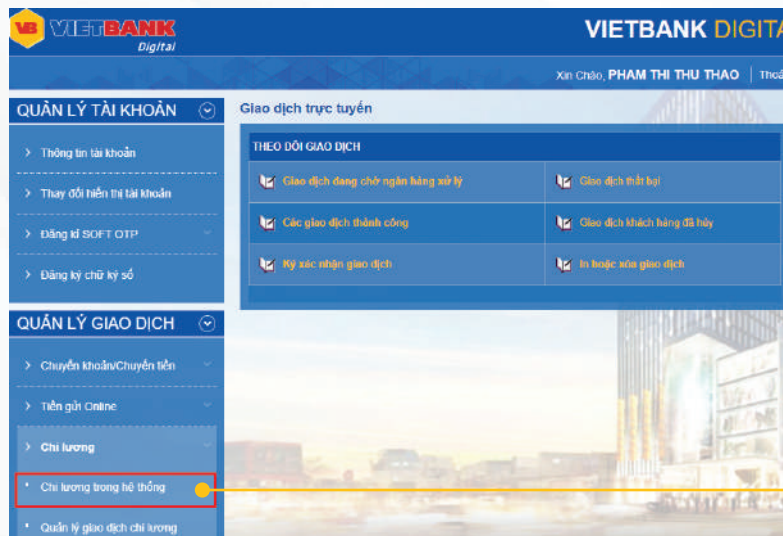 VB VIETBANK
Digital
VIETBANK DIGITA
Xin Chào, PHAM THI THU THAO | Thoá
QUẢN LÝ TÀI KHOẢN
Thông tin tài khoản
Thay đổi hiển thị tài khoản
Đăng kí SOFT OTP
Đăng ký chữ ký số
Giao dịch trực tuyến
THEO DÕI GIAO DỊCH
Giao dịch đang chờ ngân hàng xử lý
Giao dịch thất bại
Các giao dịch thành công
Giao dịch khách hàng đã hủy
Ký xác nhận giao dịch
In hoặc xóa giao dịch
QUẢN LÝ GIAO DỊCH
Chuyển khoản/Chuyển tiền
Tiền gửi Online
Chi lương
Chi lương trong hệ thống
Quản lý giao dịch chi lương